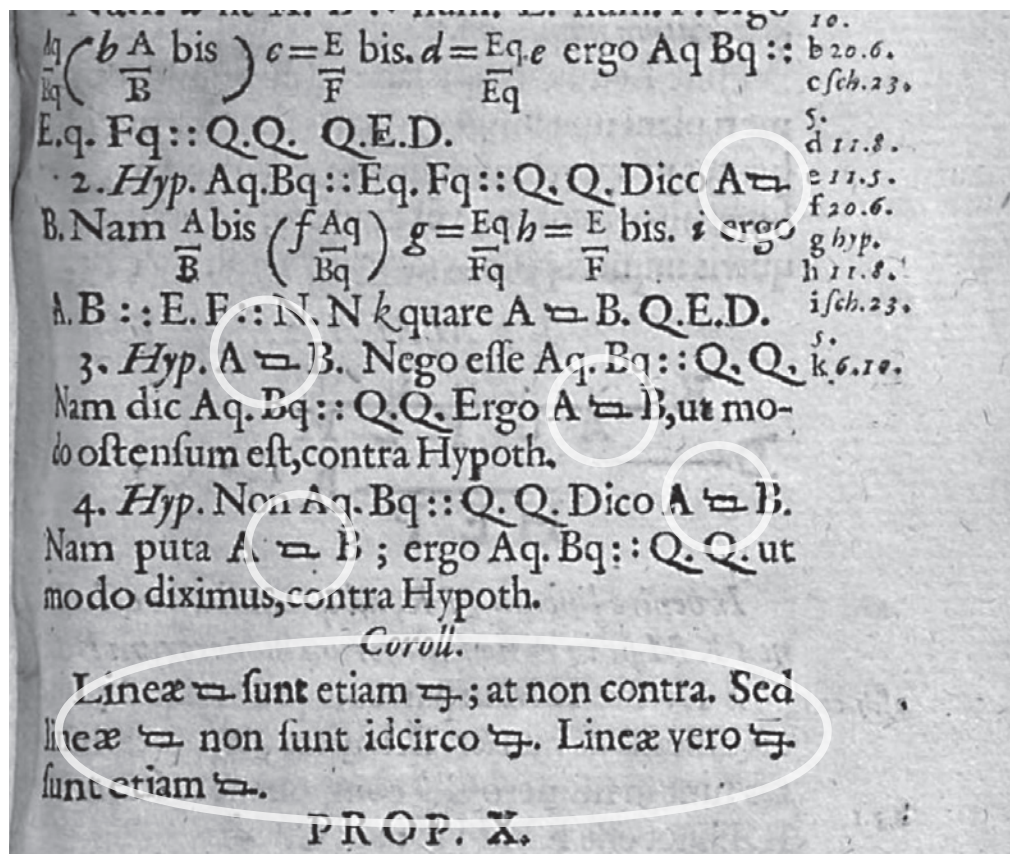 ergo 10.
Aq ( b A bis ) c = E bis. d = Eq e ergo Aq Bq :: b 20.6.
Bq B F Eq c ſch.23.
E.q. Fq :: Q.Q. Q.E.D. 5.
d 11.8.
2. Hyp. Aq.Bq :: Eq. Fq :: Q. Q. Dico A e 11.5.
f 20.6.
B. Nam A bis ( f Aq ) g = Eq h = E bis. i ergo g hyp.
B Bq Fq F h 11.8.
A. B :: E. F :: N. N k quare A B. Q.E.D. i ſch.23.
5.
3. Hyp. A B. Nego eſſe Aq. Bq :: Q. Q. k 6.10.
Nam dic Aq. Bq :: Q.Q. Ergo A B, ut mo-
do oſtenſum eſt, contra Hypoth.
4. Hyp. Non Aq. Bq :: Q. Q. Dico A B.
Nam puta A B ; ergo Aq. Bq :: Q. Q. ut
modo diximus, contra Hypoth.
Coroll.
Lineæ ſunt etiam ; at non contra. Sed
lineæ non ſunt idcirco . Lineæ vero
ſunt etiam .
PROP. X.